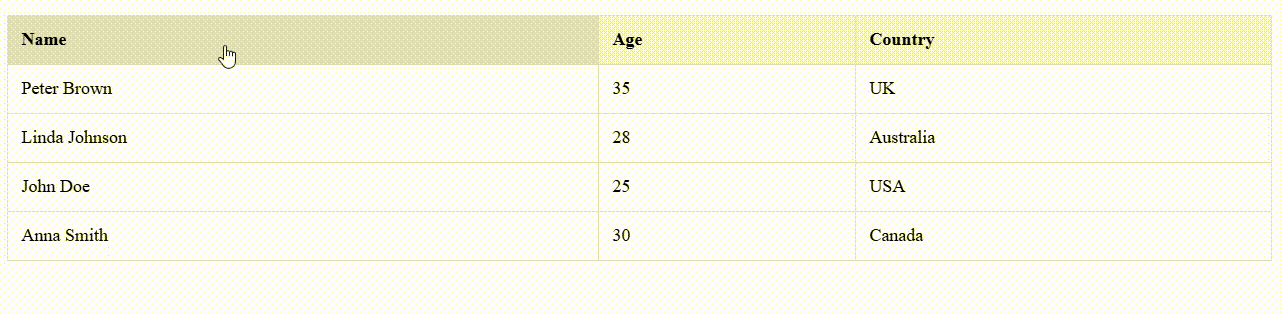 Name Age Country
Peter Brown 35 UK
Linda Johnson 28 Australia
John Doe 25 USA
Anna Smith 30 Canada